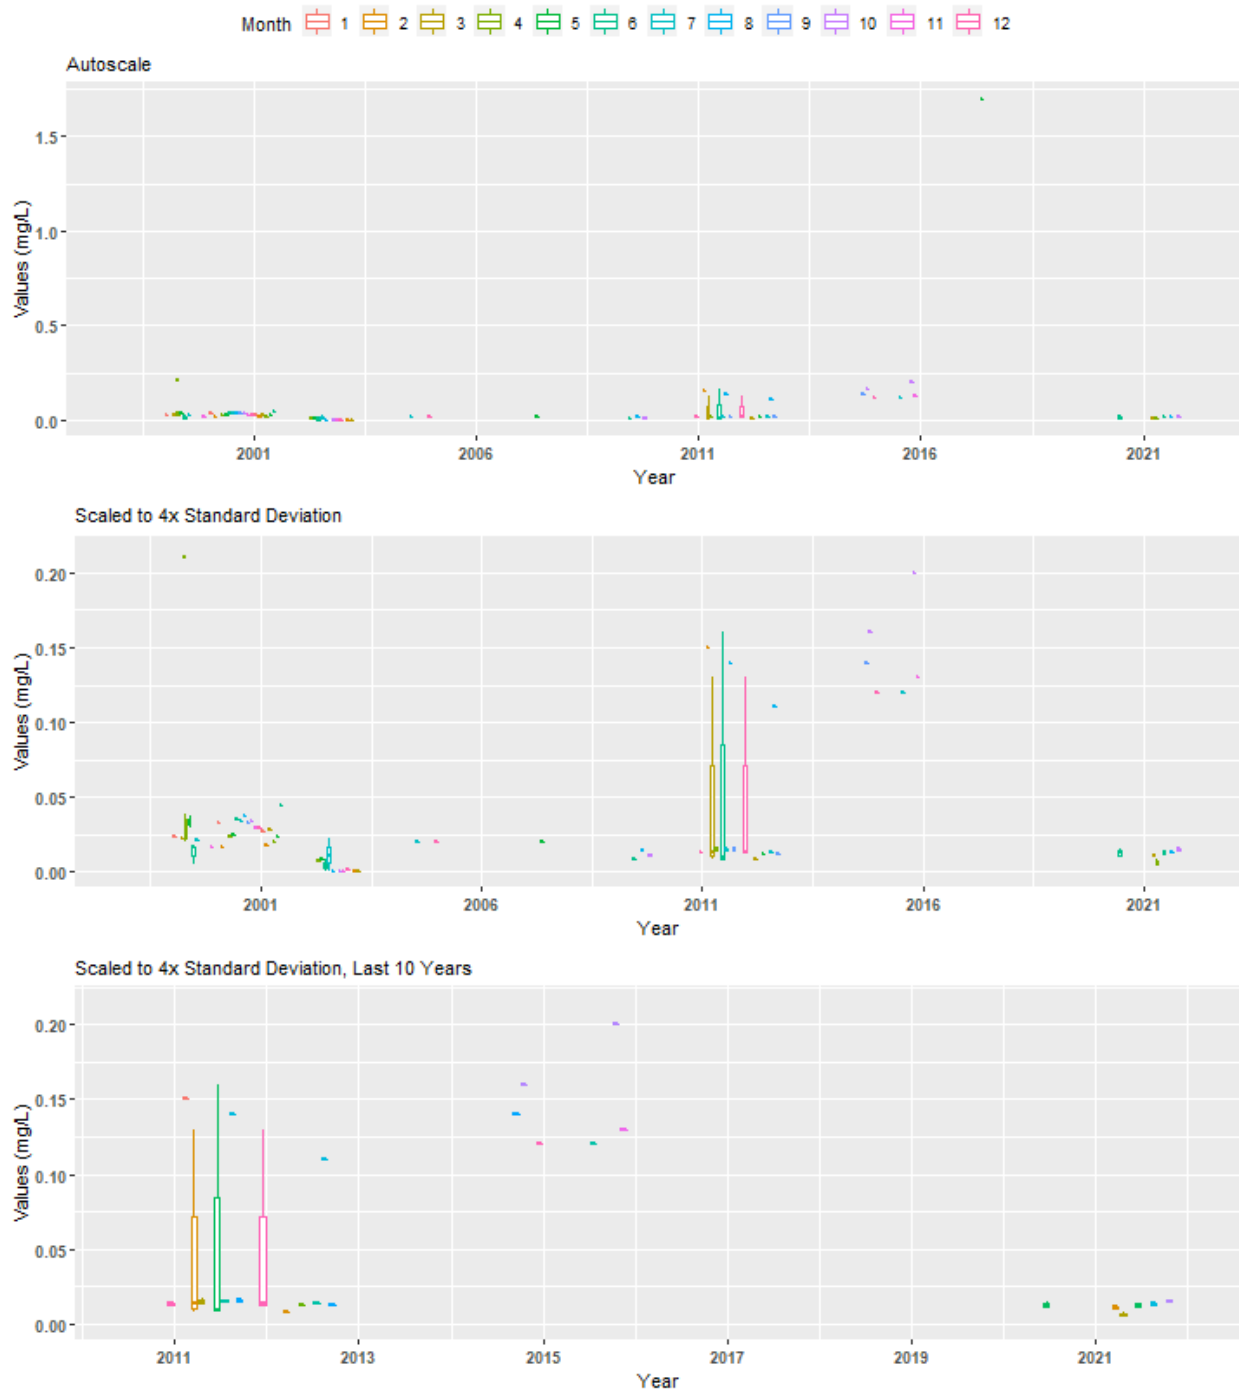 Month 1 2 3 4 5 6 7 8 9 10 11 12
Autoscale
Values (mg/L)
1.5
1.0
0.5
0.0
2001 2006 2011 2016 2021
Year
Scaled to 4x Standard Deviation
Values (mg/L)
0.20
0.15
0.10
0.05
0.00
2001 2006 2011 2016 2021
Year
Scaled to 4x Standard Deviation, Last 10 Years
Values (mg/L)
0.20
0.15
0.10
0.05
0.00
2011 2013 2015 2017 2019 2021
Year